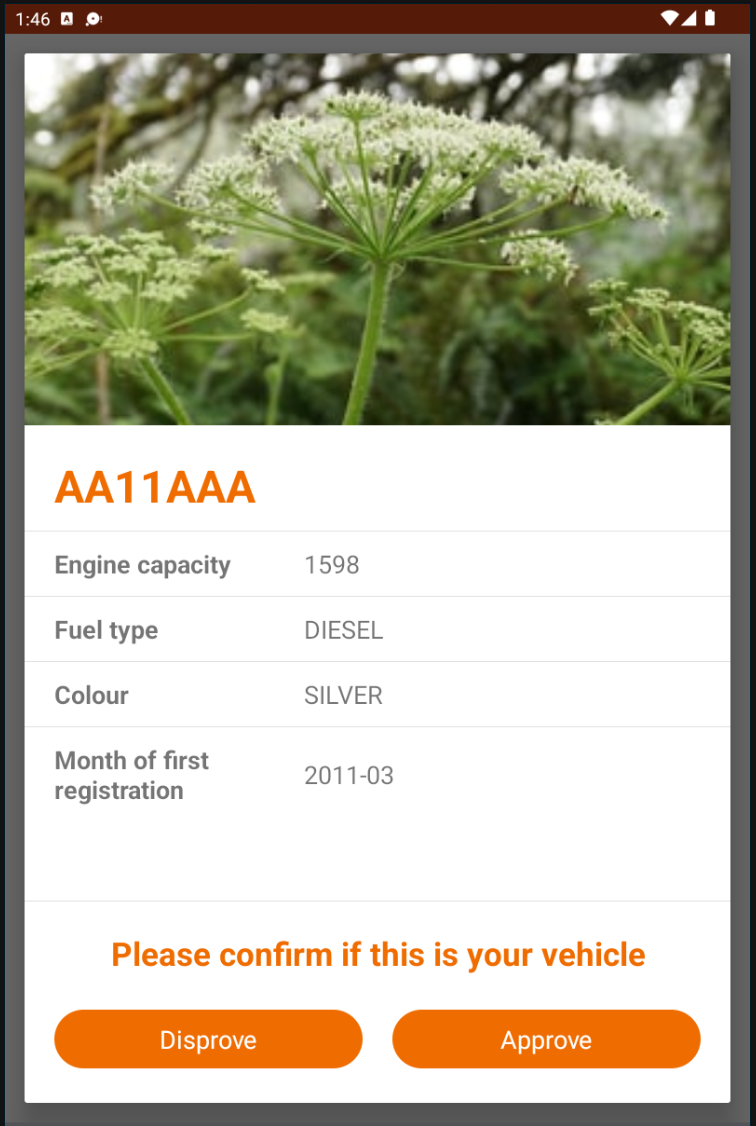 1:46
AA11AAA
Engine capacity 1598
Fuel type DIESEL
Colour SILVER
Month of first
registration 2011-03
Please confirm if this is your vehicle
Disprove Approve